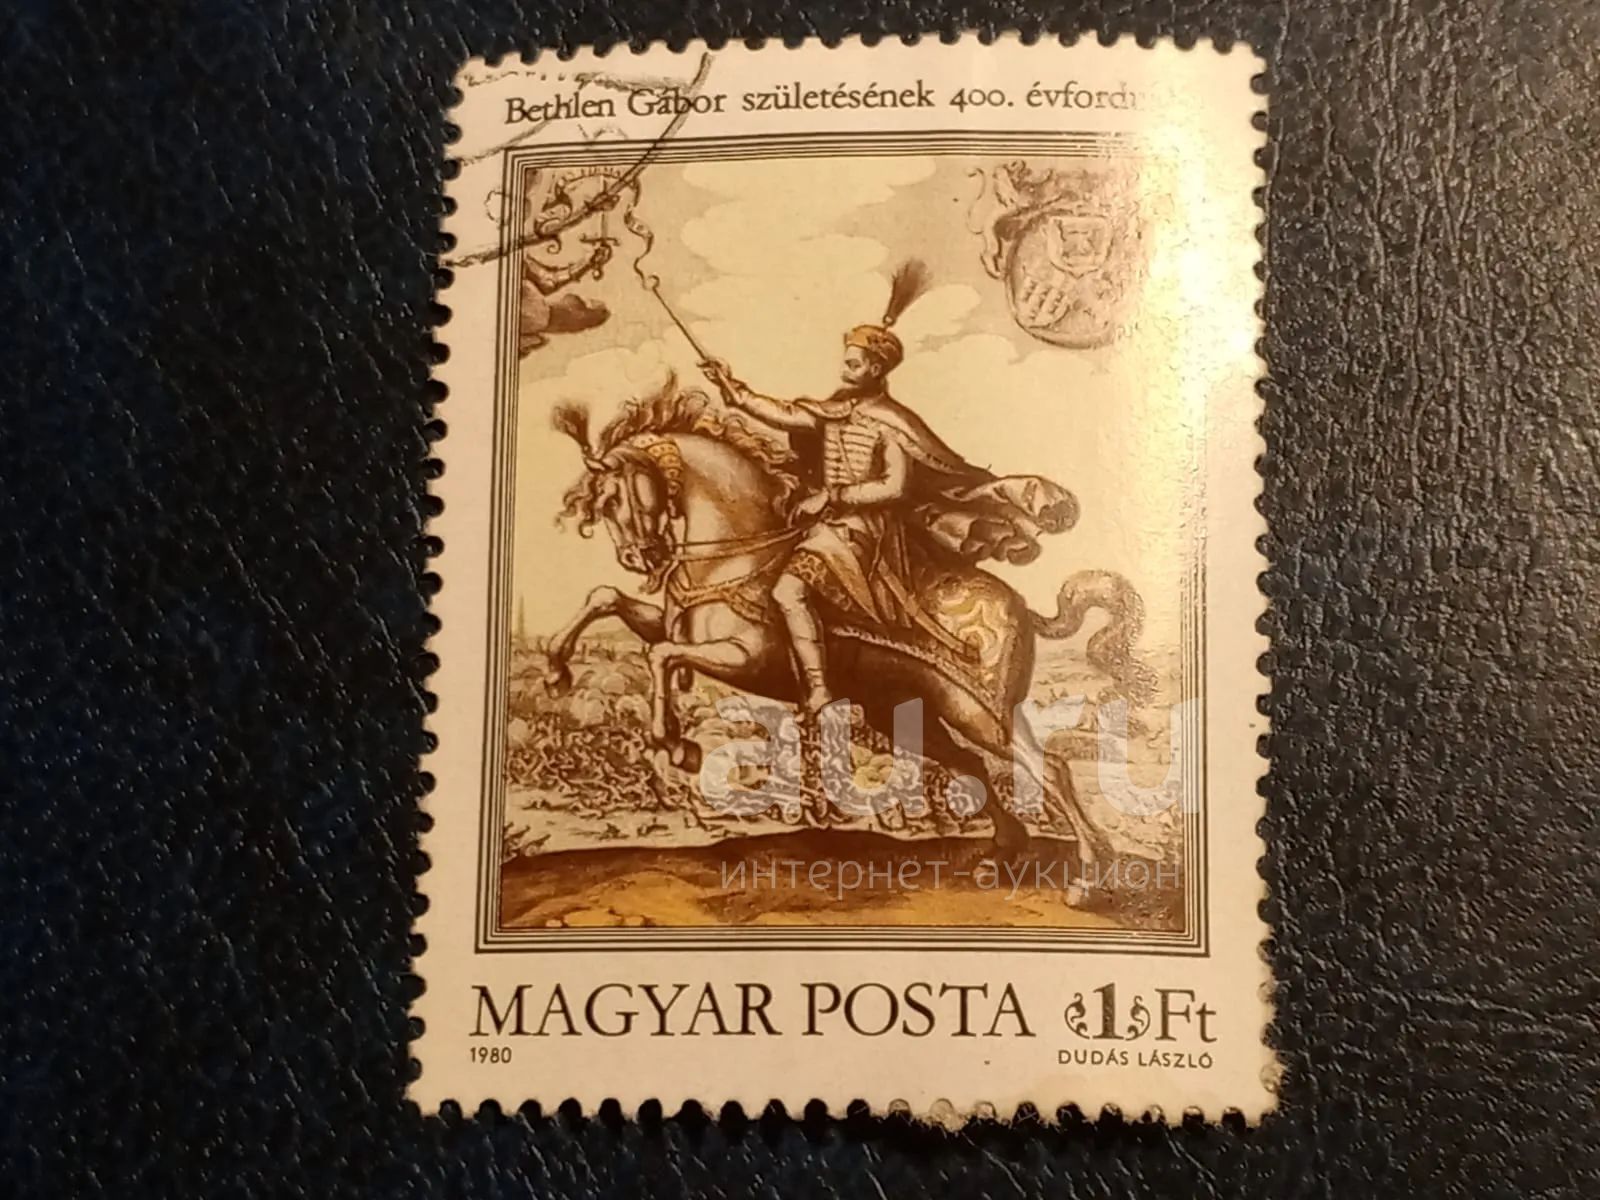 Bethlen Gábor születésének 400.
MAGYAR POSTA 1 Ft
1980
DUDÁS LÁSZLÓ
au.ru
интернет-аукцион